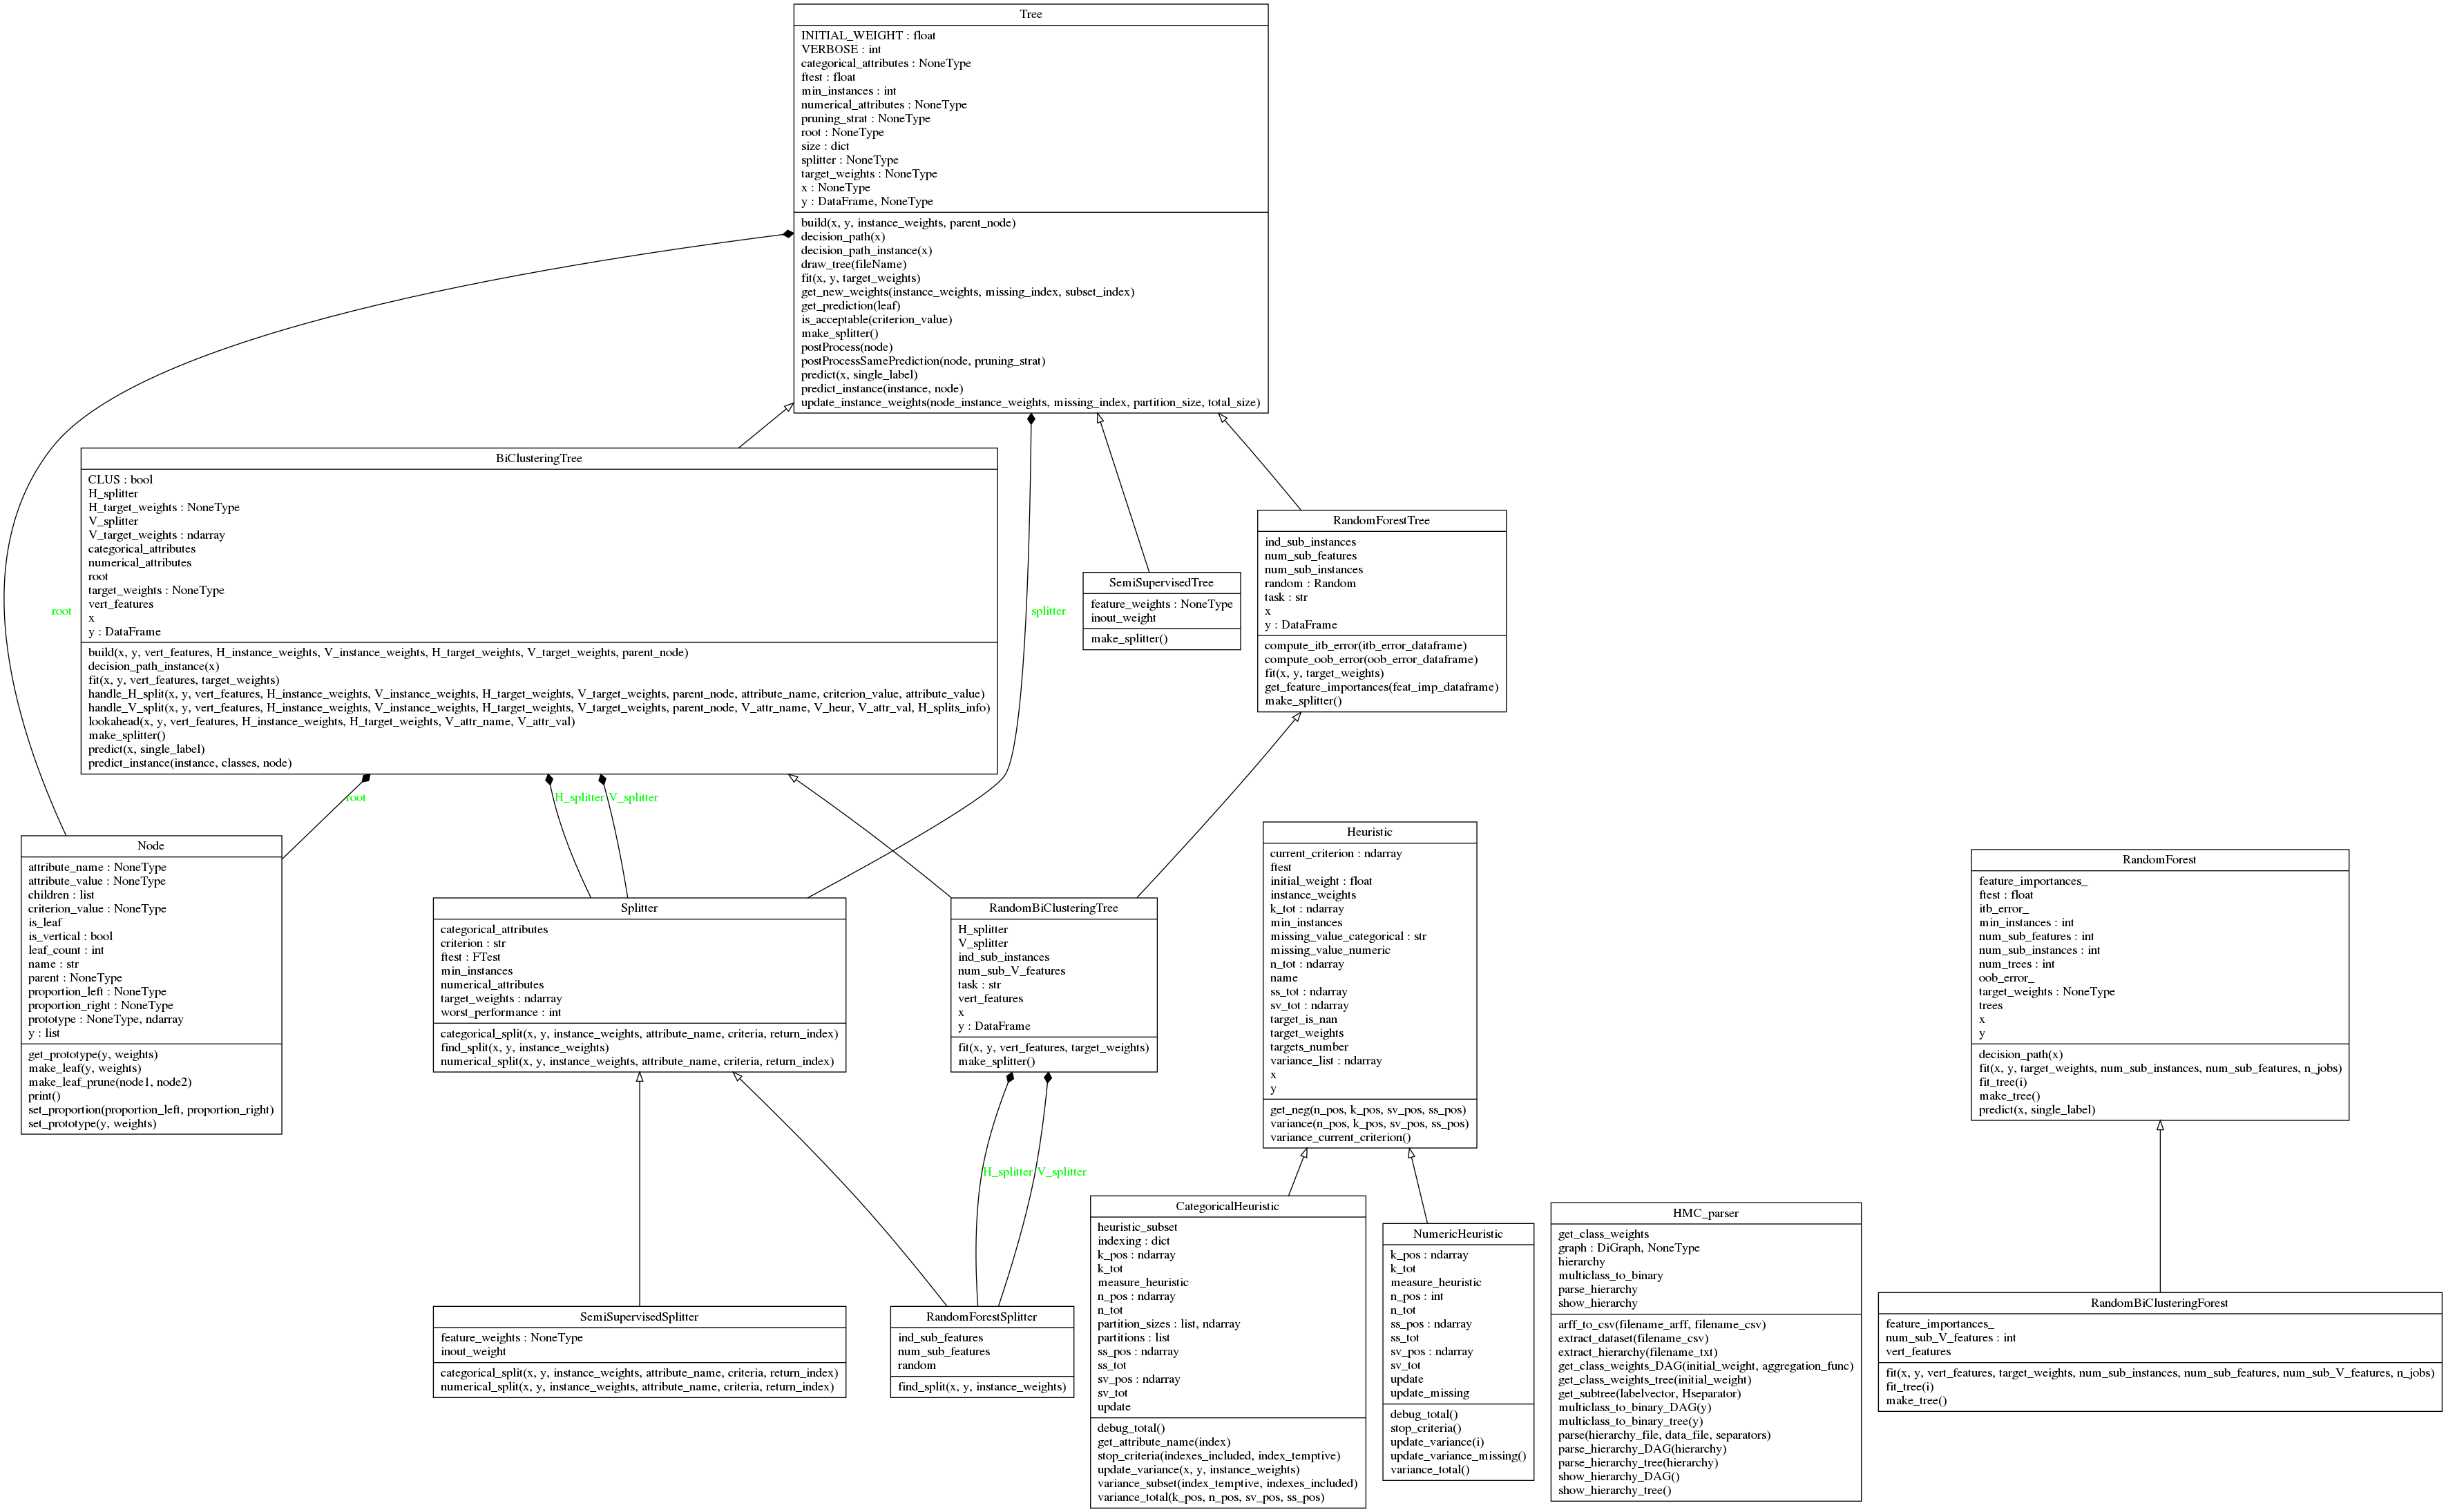 Tree
INITIAL_WEIGHT : float
VERBOSE : int
categorical_attributes : NoneType
ftest : float
min_instances : int
numerical_attributes : NoneType
pruning_strat : NoneType
root : NoneType
size : dict
splitter : NoneType
target_weights : NoneType
x : NoneType
y : DataFrame, NoneType
build(x, y, instance_weights, parent_node)
decision_path(x)
decision_path_instance(x)
draw_tree(fileName)
fit(x, y, target_weights)
get_new_weights(instance_weights, missing_index, subset_index)
get_prediction(leaf)
is_acceptable(criterion_value)
make_splitter()
postProcess(node)
postProcessSamePrediction(node, pruning_strat)
predict(x, single_label)
predict_instance(instance, node)
update_instance_weights(node_instance_weights, missing_index, partition_size, total_size)
root
BiClusteringTree
CLUS : bool
H_splitter
H_target_weights : NoneType
V_splitter
V_target_weights : ndarray
categorical_attributes
numerical_attributes
root
target_weights : NoneType
vert_features
x
y : DataFrame
build(x, y, vert_features, H_instance_weights, V_instance_weights, H_target_weights, V_target_weights, parent_node)
decision_path_instance(x)
fit(x, y, vert_features, target_weights)
handle_H_split(x, y, vert_features, H_instance_weights, V_instance_weights, H_target_weights, V_target_weights, parent_node, attribute_name, criterion_value, attribute_value)
handle_V_split(x, y, vert_features, H_instance_weights, V_instance_weights, H_target_weights, V_target_weights, parent_node, V_attr_name, V_heur, V_attr_val, H_splits_info)
lookahead(x, y, vert_features, H_instance_weights, H_target_weights, V_attr_name, V_attr_val)
make_splitter()
predict(x, single_label)
predict_instance(instance, classes, node)
splitter
SemiSupervisedTree
feature_weights : NoneType
inout_weight
make_splitter()
RandomForestTree
ind_sub_instances
num_sub_features
num_sub_instances
random : Random
task : str
x
y : DataFrame
compute_itb_error(itb_error_dataframe)
compute_oob_error(oob_error_dataframe)
fit(x, y, target_weights)
get_feature_importances(feat_imp_dataframe)
make_splitter()
root
H_splitter
V_splitter
Node
attribute_name : NoneType
attribute_value : NoneType
children : list
criterion_value : NoneType
is_leaf
is_vertical : bool
leaf_count : int
name : str
parent : NoneType
proportion_left : NoneType
proportion_right : NoneType
prototype : NoneType, ndarray
y : list
get_prototype(y, weights)
make_leaf(y, weights)
make_leaf_prune(node1, node2)
print()
set_proportion(proportion_left, proportion_right)
set_prototype(y, weights)
Splitter
categorical_attributes
criterion : str
ftest : FTest
min_instances
numerical_attributes
target_weights : ndarray
worst_performance : int
categorical_split(x, y, instance_weights, attribute_name, criteria, return_index)
find_split(x, y, instance_weights)
numerical_split(x, y, instance_weights, attribute_name, criteria, return_index)
RandomBiClusteringTree
H_splitter
V_splitter
ind_sub_instances
num_sub_V_features
task : str
vert_features
x
y : DataFrame
fit(x, y, vert_features, target_weights)
make_splitter()
Heuristic
current_criterion : ndarray
ftest
initial_weight : float
instance_weights
k_tot : ndarray
min_instances
missing_value_categorical : str
missing_value_numeric
n_tot : ndarray
name
ss_tot : ndarray
sv_tot : ndarray
target_is_nan
target_weights
targets_number
variance_list : ndarray
x
y
get_neg(n_pos, k_pos, sv_pos, ss_pos)
variance(n_pos, k_pos, sv_pos, ss_pos)
variance_current_criterion()
RandomForest
feature_importances_
ftest : float
itb_error_
min_instances : int
num_sub_features : int
num_sub_instances : int
num_trees : int
oob_error_
target_weights : NoneType
trees
x
y
decision_path(x)
fit(x, y, target_weights, num_sub_instances, num_sub_features, n_jobs)
fit_tree(i)
make_tree()
predict(x, single_label)
H_splitter
V_splitter
SemiSupervisedSplitter
feature_weights : NoneType
inout_weight
categorical_split(x, y, instance_weights, attribute_name, criteria, return_index)
numerical_split(x, y, instance_weights, attribute_name, criteria, return_index)
RandomForestSplitter
ind_sub_features
num_sub_features
random
find_split(x, y, instance_weights)
CategoricalHeuristic
heuristic_subset
indexing : dict
k_pos : ndarray
k_tot
measure_heuristic
n_pos : ndarray
n_tot
partition_sizes : list, ndarray
partitions : list
ss_pos : ndarray
ss_tot
sv_pos : ndarray
sv_tot
update
debug_total()
get_attribute_name(index)
stop_criteria(indexes_included, index_temptive)
update_variance(x, y, instance_weights)
variance_subset(index_temptive, indexes_included)
variance_total(k_pos, n_pos, sv_pos, ss_pos)
NumericHeuristic
k_pos : ndarray
k_tot
measure_heuristic
n_pos : int
n_tot
ss_pos : ndarray
ss_tot
sv_pos : ndarray
sv_tot
update
update_missing
debug_total()
stop_criteria()
update_variance(i)
update_variance_missing()
variance_total()
HMC_parser
get_class_weights
graph : DiGraph, NoneType
hierarchy
multiclass_to_binary
parse_hierarchy
show_hierarchy
arff_to_csv(filename_arff, filename_csv)
extract_dataset(filename_csv)
extract_hierarchy(filename_txt)
get_class_weights_DAG(initial_weight, aggregation_func)
get_class_weights_tree(initial_weight)
get_subtree(labelvector, Hseparator)
multiclass_to_binary_DAG(y)
multiclass_to_binary_tree(y)
parse(hierarchy_file, data_file, separators)
parse_hierarchy_DAG(hierarchy)
parse_hierarchy_tree(hierarchy)
show_hierarchy_DAG()
show_hierarchy_tree()
RandomBiClusteringForest
feature_importances_
num_sub_V_features : int
vert_features
fit(x, y, vert_features, target_weights, num_sub_instances, num_sub_features, num_sub_V_features, n_jobs)
fit_tree(i)
make_tree()